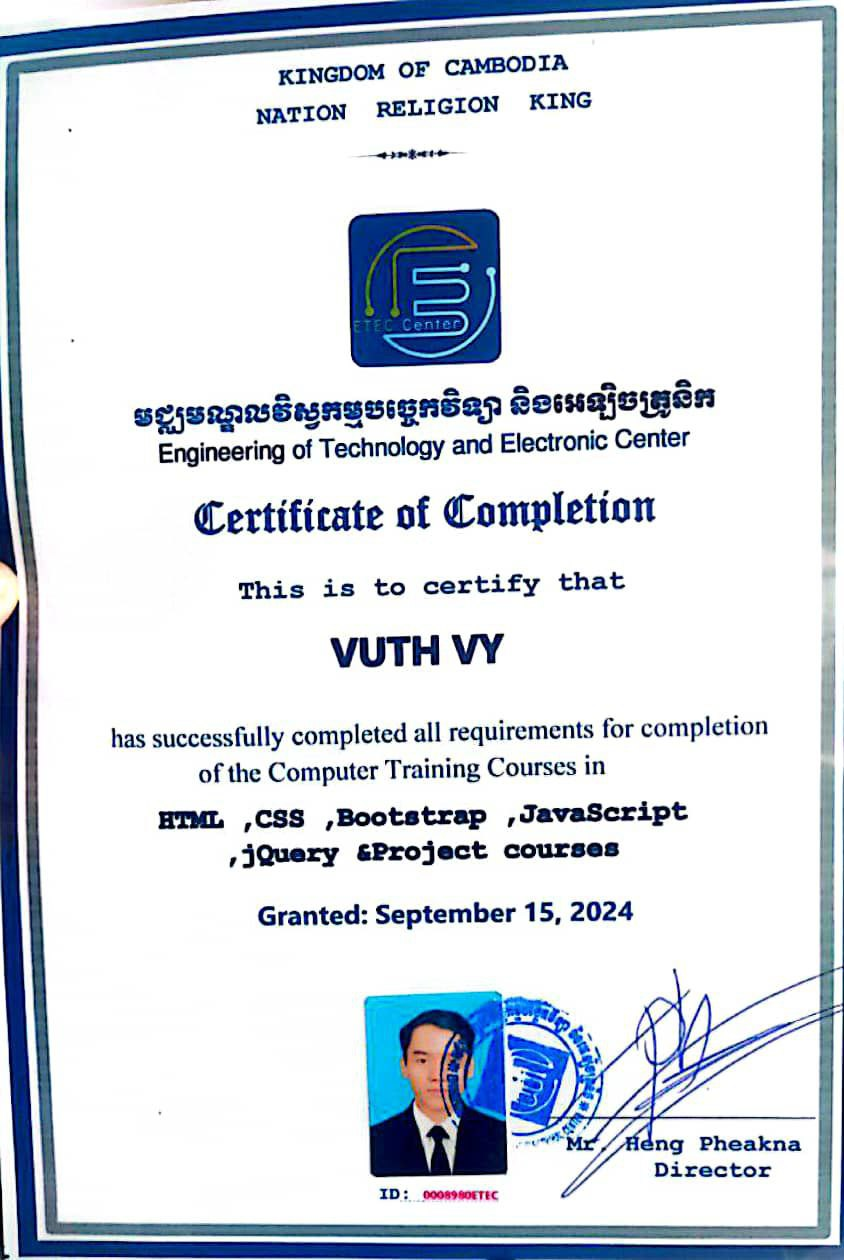 KINGDOM OF CAMBODIA
NATION RELIGION KING
ETEC Center
មជ្ឈមណ្ឌលវិស្វកម្មបច្ចេកវិទ្យា និងអេឡិចត្រូនិក
Engineering of Technology and Electronic Center
Certificate of Completion
This is to certify that
VUTH VY
has successfully completed all requirements for completion
of the Computer Training Courses in
HTML ,CSS ,Bootstrap ,JavaScript
,jQuery &Project courses
Granted: September 15, 2024
Mr. Heng Pheakna
Director
ID: 0008980ETEC